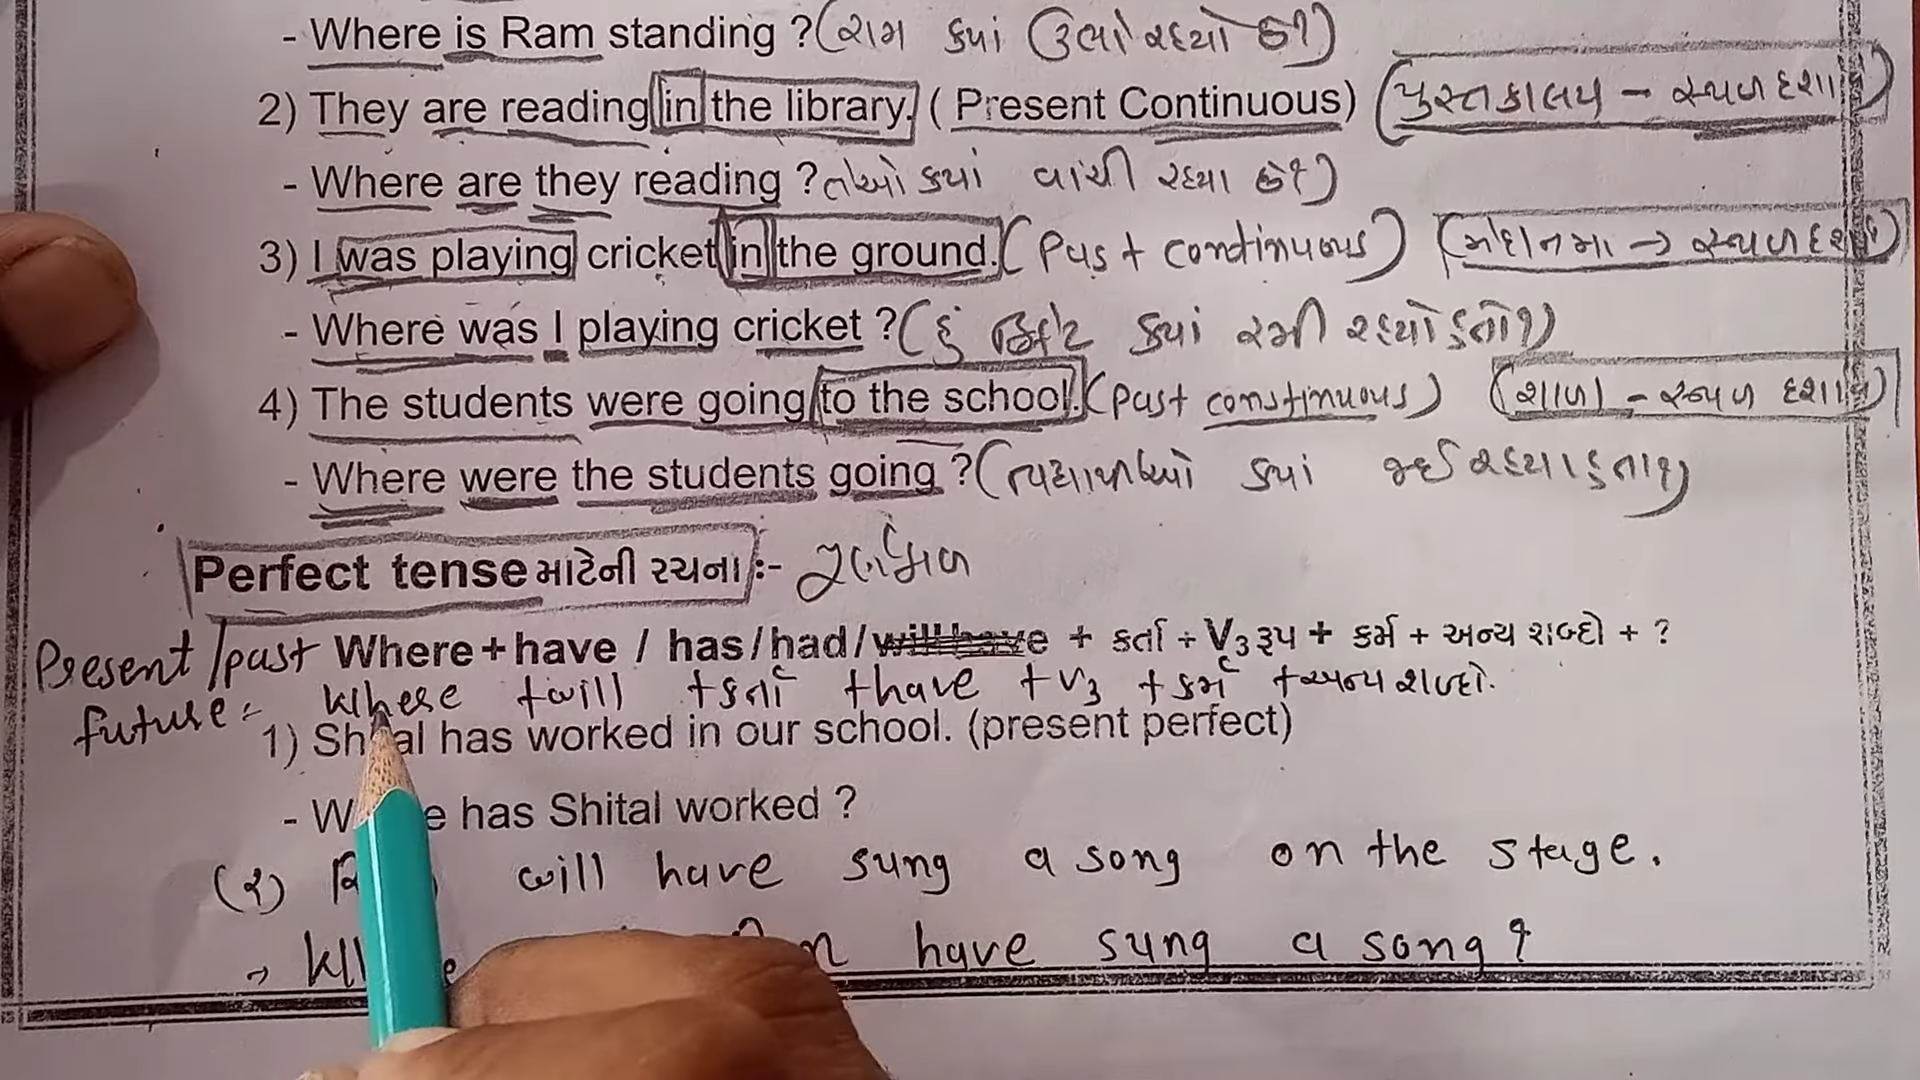 - Where is Ram standing ? (રામ ક્યાં ઉભો રહ્યો છે?)
2) They are reading in the library. ( Present Continuous) (પુસ્તકાલય - સ્થળ દર્શાવે)
- Where are they reading ? તેઓ ક્યાં વાંચી રહ્યા છે?)
3) I was playing cricket in the ground. (Past continuous) (મેદાનમા → સ્થળ દર્શાવે)
- Where was I playing cricket ? (હું ક્રિકેટ ક્યાં રમી રહ્યો હતો?)
4) The students were going to the school. (Past constinuous) (શાળા - સ્થળ દર્શાવે)
- Where were the students going ? (વિદ્યાર્થીઓ ક્યાં જઈ રહ્યા હતા?)
Perfect tense માટેની રચના :- પૂર્ણકાળ
Present / past Where + have / has / had / + કર્તા + V3 રૂપ + કર્મ + અન્ય શબ્દો + ?
future :- Where + will + કર્તા + have + V3 + કર્મ + અન્ય શબ્દો.
1) Shital has worked in our school. (present perfect)
- Where has Shital worked ?
(૨) will have sung a song on the stage.
→ have sung a song ?